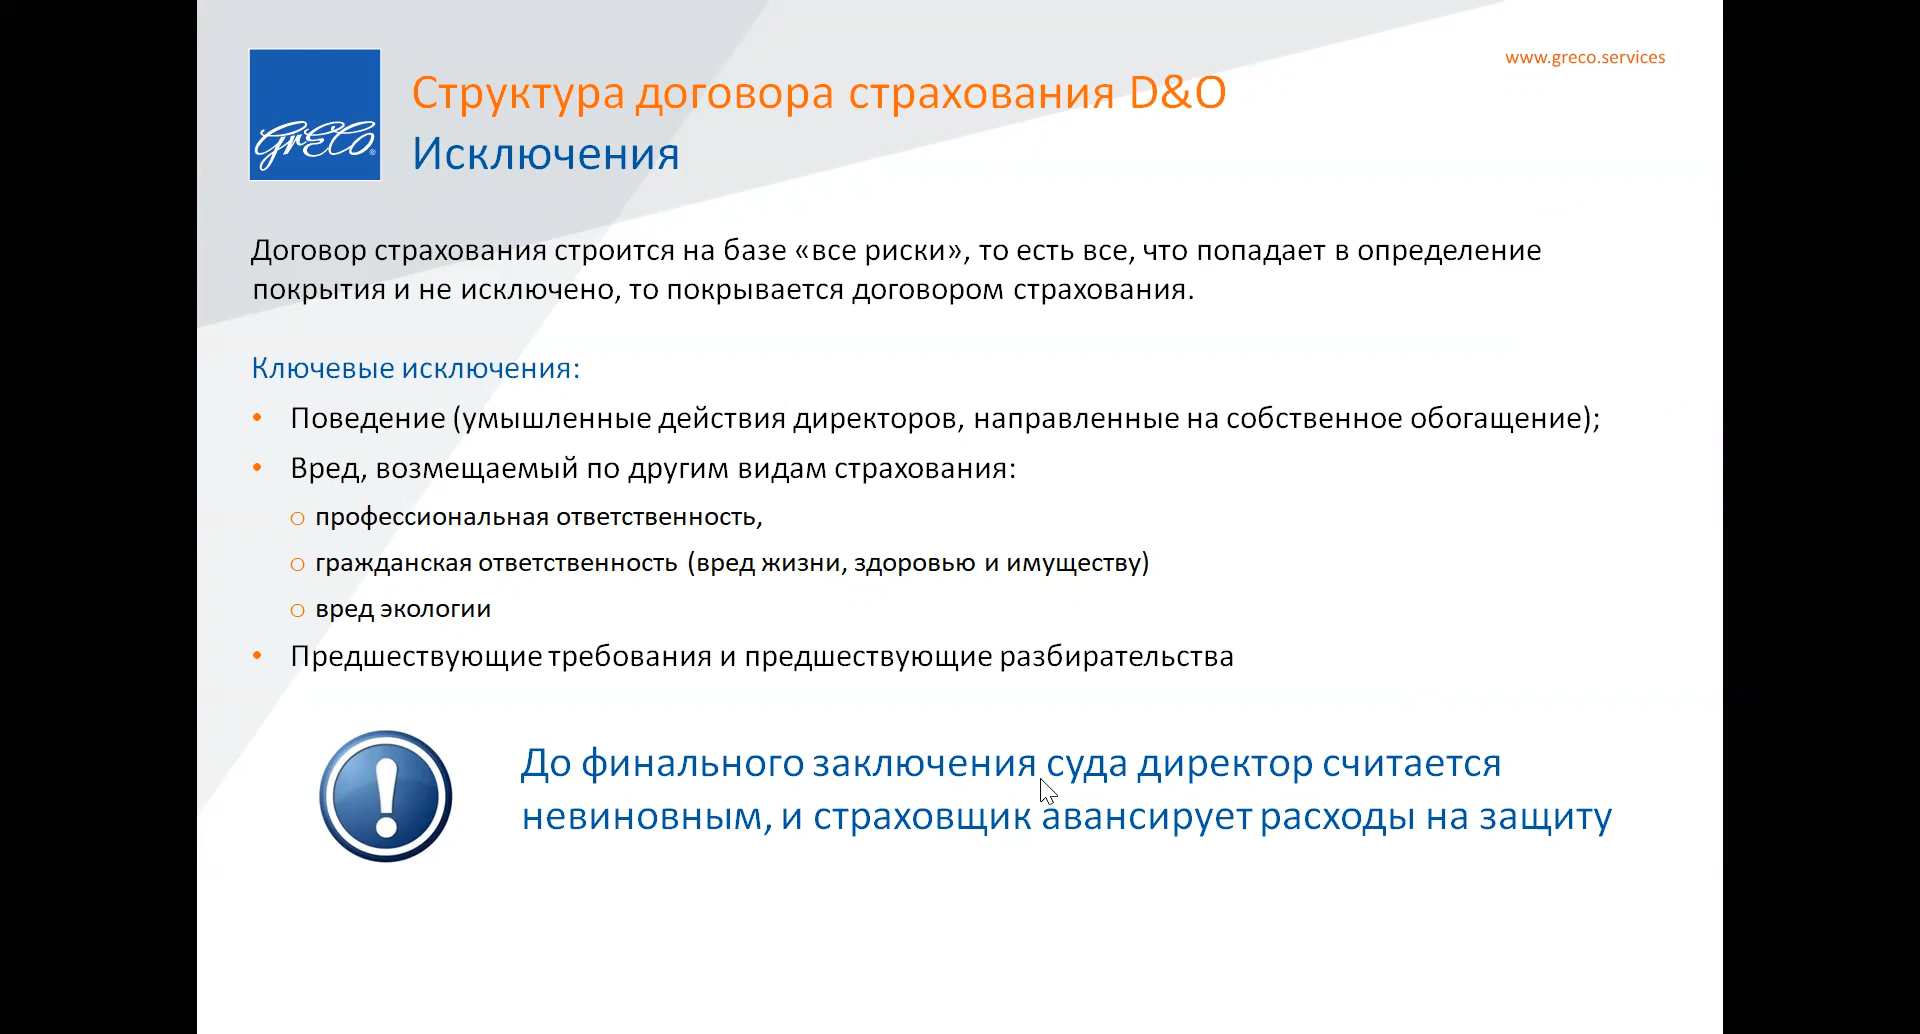 www.greco.services
GrECo®
Структура договора страхования D&O
Исключения
Договор страхования строится на базе «все риски», то есть все, что попадает в определение
покрытия и не исключено, то покрывается договором страхования.
Ключевые исключения:
• Поведение (умышленные действия директоров, направленные на собственное обогащение);
• Вред, возмещаемый по другим видам страхования:
o профессиональная ответственность,
o гражданская ответственность (вред жизни, здоровью и имуществу)
o вред экологии
• Предшествующие требования и предшествующие разбирательства
До финального заключения суда директор считается
невиновным, и страховщик авансирует расходы на защиту